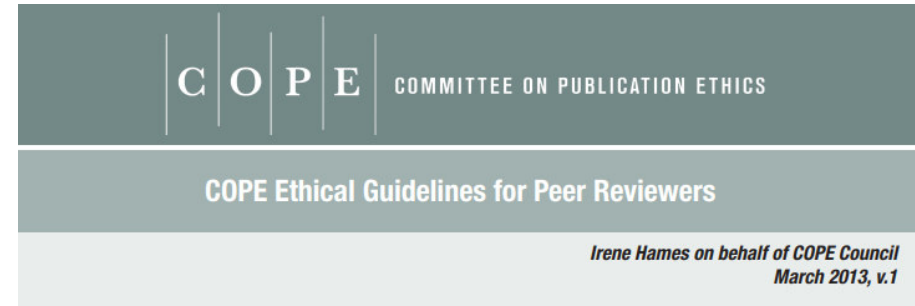 COPE COMMITTEE ON PUBLICATION ETHICS
COPE Ethical Guidelines for Peer Reviewers
Irene Hames on behalf of COPE Council
March 2013, v.1